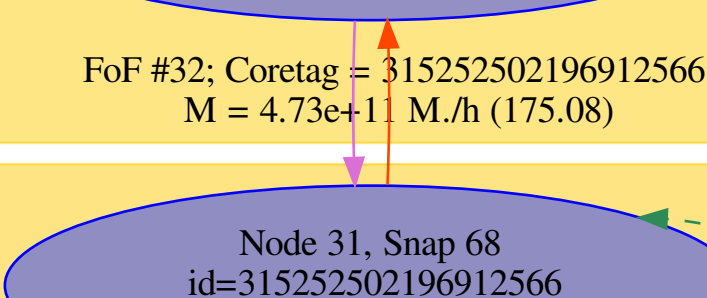 FoF #32; Coretag = 315252502196912566
M = 4.73e+11 M./h (175.08)
Node 31, Snap 68
id=315252502196912566